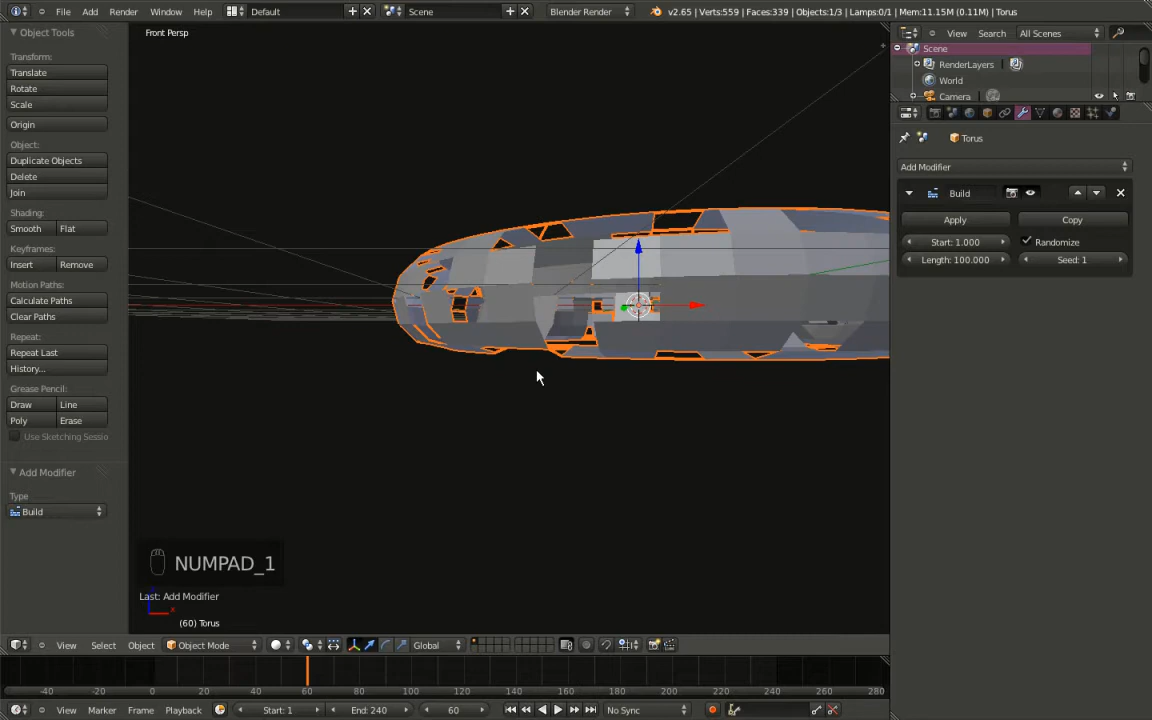 File Add Render Window Help Default Scene Blender Render v2.65 | Verts:559 | Faces:339 | Objects:1/3 | Lamps:0/1 | Mem:11.15M (0.11M) | Torus
Object Tools
Transform:
Translate
Rotate
Scale
Origin
Object:
Duplicate Objects
Delete
Join
Shading:
Smooth Flat
Keyframes:
Insert Remove
Motion Paths:
Calculate Paths
Clear Paths
Repeat:
Repeat Last
History...
Grease Pencil:
Draw Line
Poly Erase
Use Sketching Sessio
Add Modifier
Type
Build
Front Persp
NUMPAD_1
Last: Add Modifier
x
(60) Torus
View Search All Scenes
Scene
RenderLayers
World
Camera
Torus
Add Modifier
Build
Apply Copy
Start: 1.000 Randomize
Length: 100.000 Seed: 1
View Select Object Object Mode Global
-40 -20 0 20 40 60 80 100 120 140 160 180 200 220 240 260 280
View Marker Frame Playback Start: 1 End: 240 60 No Sync